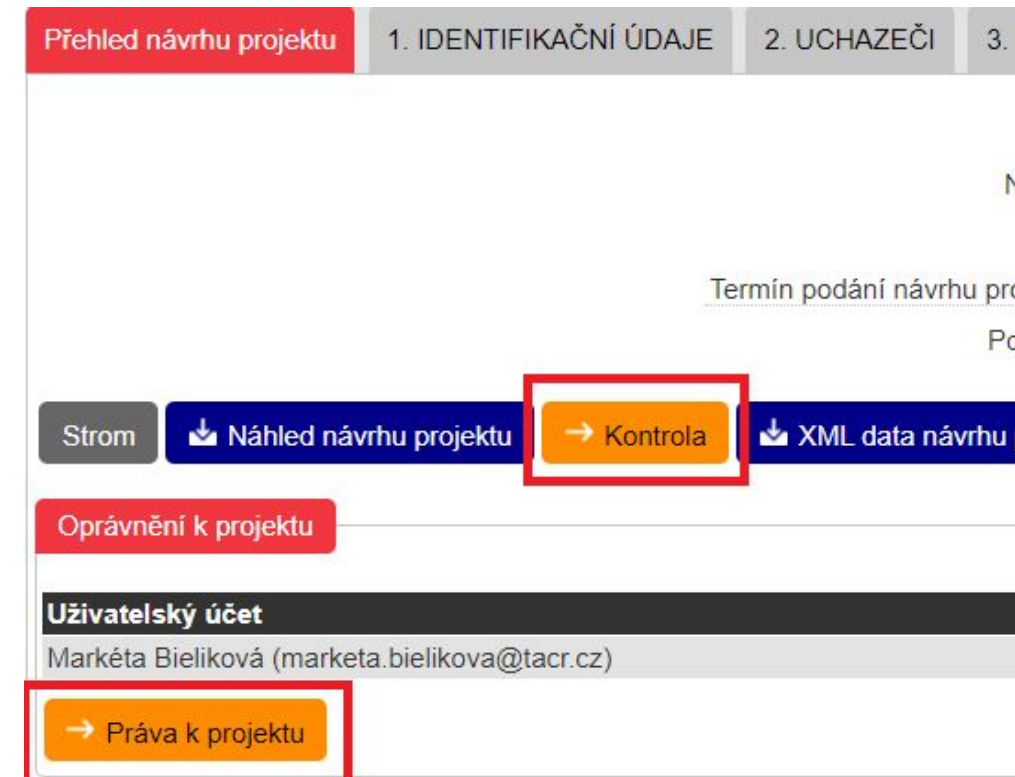 Přehled návrhu projektu 1. IDENTIFIKAČNÍ ÚDAJE 2. UCHAZEČI 3.
Termín podání návrhu
Strom Náhled návrhu projektu → Kontrola XML data návrhu
Oprávnění k projektu
Uživatelský účet
Markéta Bieliková (marketa.bielikova@tacr.cz)
→ Práva k projektu